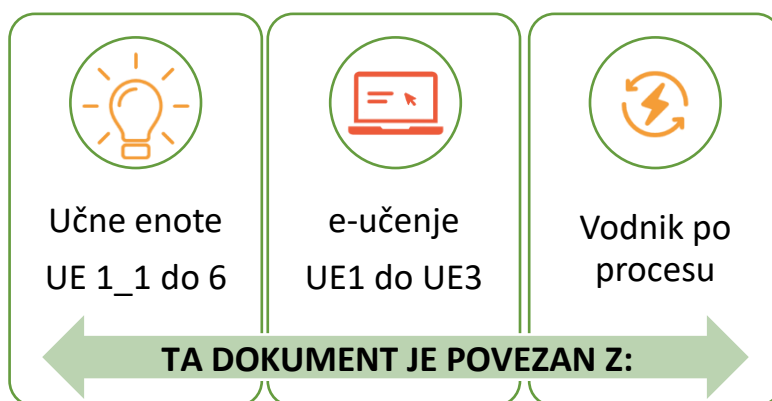 Učne enote
UE 1_1 do 6
e-učenje
UE1 do UE3
Vodnik po
procesu
TA DOKUMENT JE POVEZAN Z: